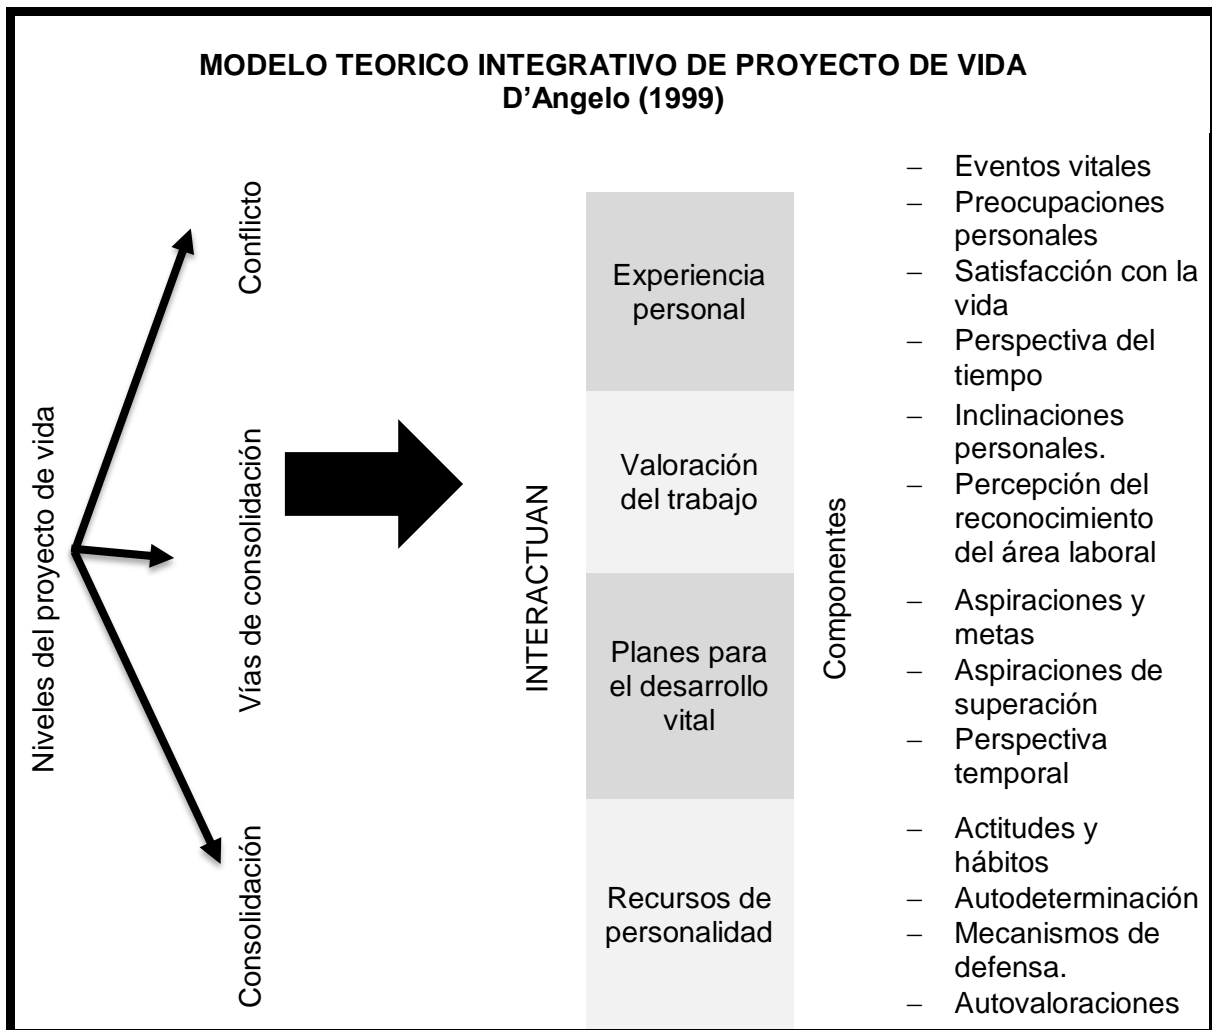 MODELO TEORICO INTEGRATIVO DE PROYECTO DE VIDA
D’Angelo (1999)
Niveles del proyecto de vida
Conflicto
Vías de consolidación
Consolidación
INTERACTUAN
Experiencia
personal
Valoración
del trabajo
Planes para
el desarrollo
vital
Recursos de
personalidad
Componentes
– Eventos vitales
– Preocupaciones
personales
– Satisfacción con la
vida
– Perspectiva del
tiempo
– Inclinaciones
personales.
– Percepción del
reconocimiento
del área laboral
– Aspiraciones y
metas
– Aspiraciones de
superación
– Perspectiva
temporal
– Actitudes y
hábitos
– Autodeterminación
– Mecanismos de
defensa.
– Autovaloraciones